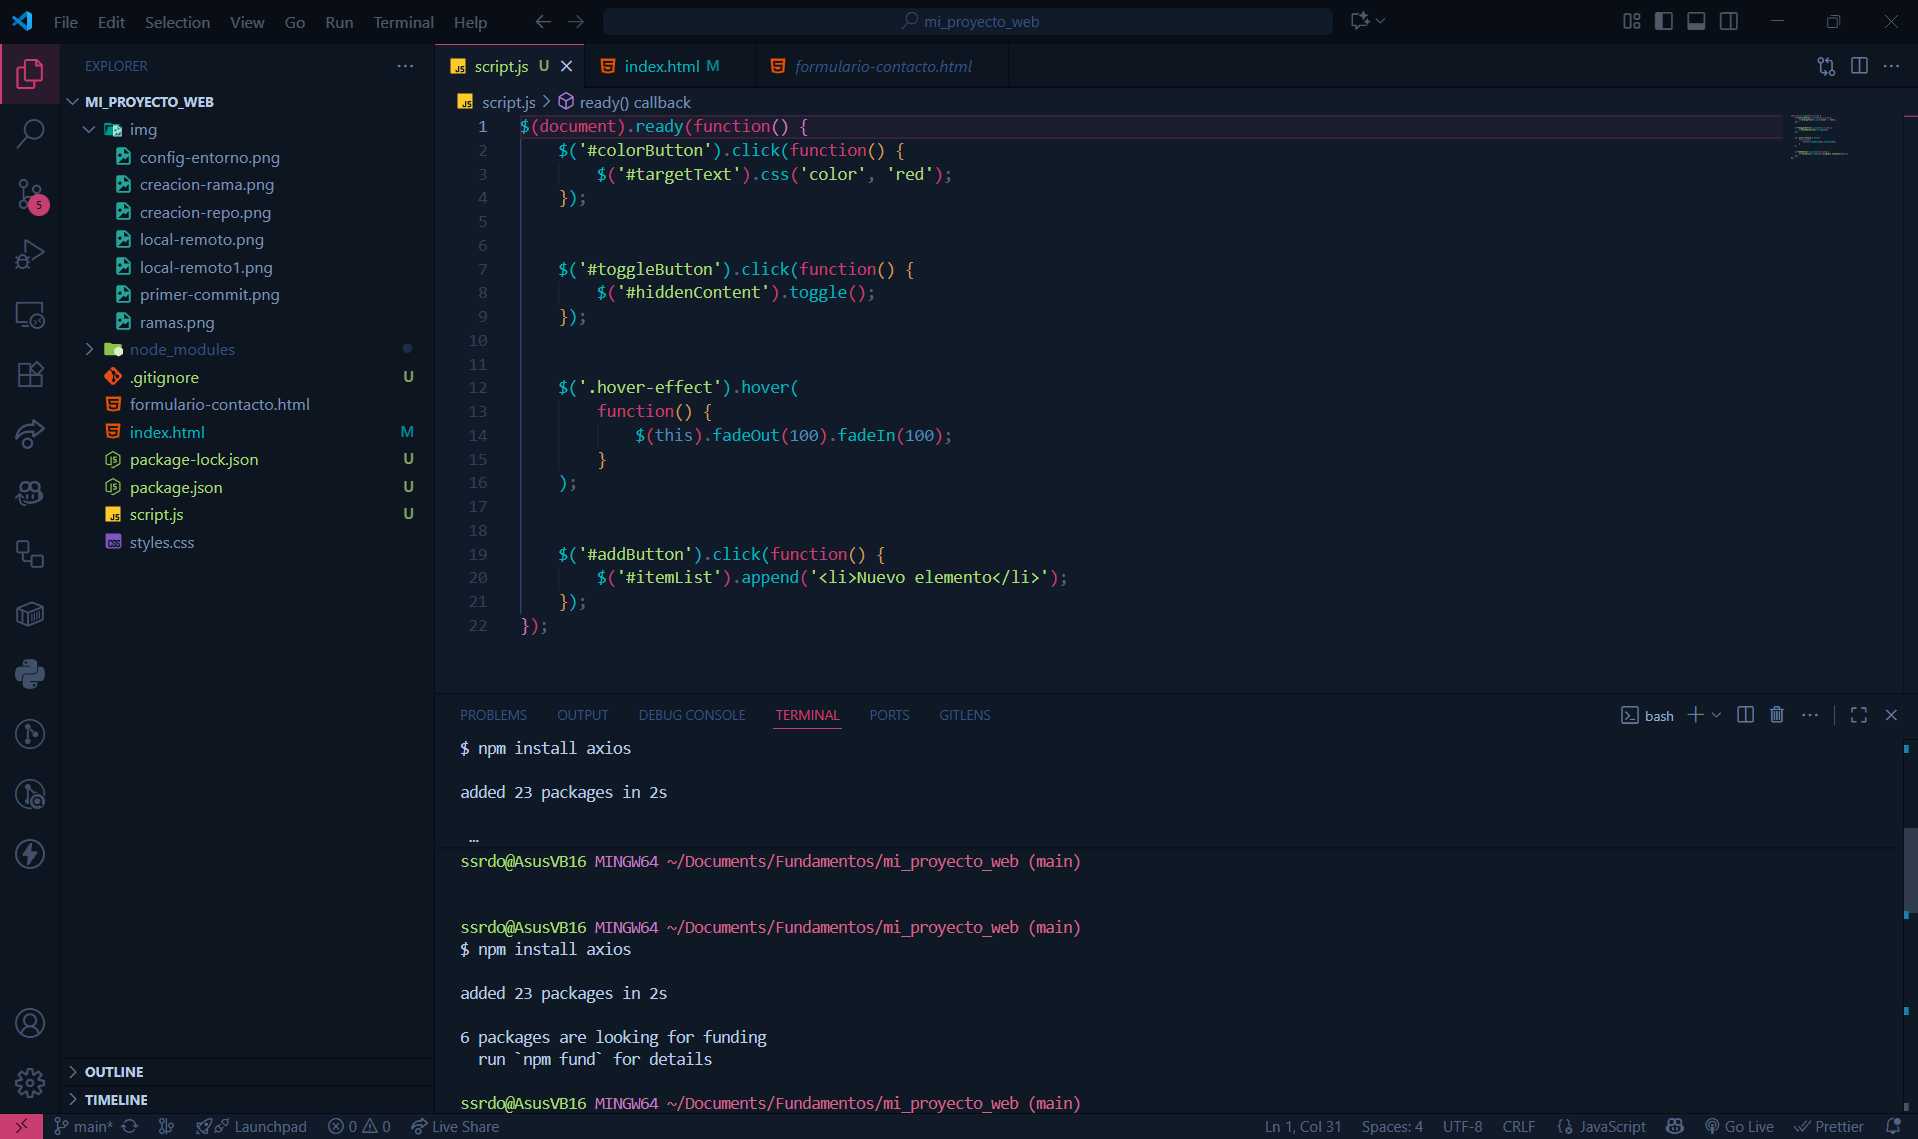 File Edit Selection View Go Run Terminal Help
mi_proyecto_web
EXPLORER
MI_PROYECTO_WEB
img
config-entorno.png
creacion-rama.png
creacion-repo.png
local-remoto.png
local-remoto1.png
primer-commit.png
ramas.png
node_modules
.gitignore U
formulario-contacto.html
index.html M
package-lock.json U
package.json U
script.js U
styles.css
OUTLINE
TIMELINE
5
script.js U index.html M formulario-contacto.html
script.js > ready() callback
1 $(document).ready(function() {
2 $('#colorButton').click(function() {
3 $('#targetText').css('color', 'red');
4 });
5
6
7 $('#toggleButton').click(function() {
8 $('#hiddenContent').toggle();
9 });
10
11
12 $('.hover-effect').hover(
13 function() {
14 $(this).fadeOut(100).fadeIn(100);
15 }
16 );
17
18
19 $('#addButton').click(function() {
20 $('#itemList').append('<li>Nuevo elemento</li>');
21 });
22 });
PROBLEMS OUTPUT DEBUG CONSOLE TERMINAL PORTS GITLENS
bash
$ npm install axios
added 23 packages in 2s
…
ssrdo@AsusVB16 MINGW64 ~/Documents/Fundamentos/mi_proyecto_web (main)
ssrdo@AsusVB16 MINGW64 ~/Documents/Fundamentos/mi_proyecto_web (main)
$ npm install axios
added 23 packages in 2s
6 packages are looking for funding
run `npm fund` for details
ssrdo@AsusVB16 MINGW64 ~/Documents/Fundamentos/mi_proyecto_web (main)
main* Launchpad 0 0 Live Share Ln 1, Col 31 Spaces: 4 UTF-8 CRLF JavaScript Go Live Prettier